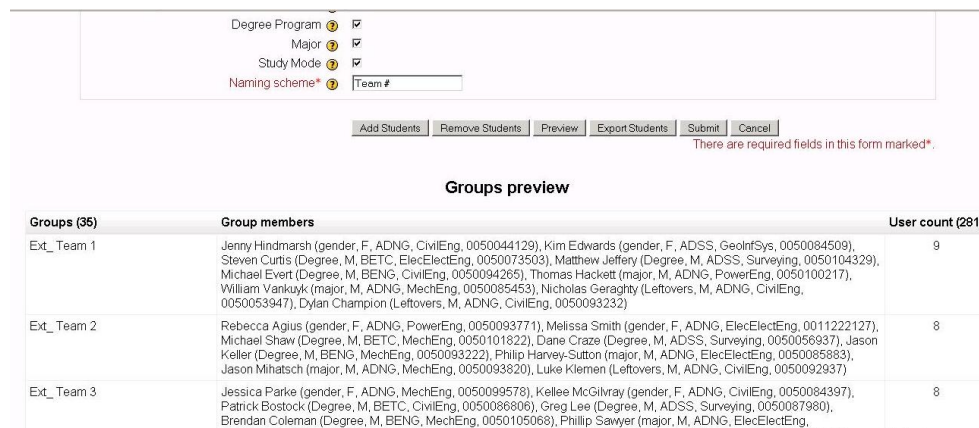 Degree Program
Major
Study Mode
Naming scheme* Team #
Add Students Remove Students Preview Export Students Submit Cancel
There are required fields in this form marked*.
Groups preview
Groups (35) Group members User count (281
Ext_ Team 1 Jenny Hindmarsh (gender, F, ADNG, CivilEng, 0050044129), Kim Edwards (gender, F, ADSS, GeoInfSys, 0050084509), 9
Steven Curtis (Degree, M, BETC, ElecElectEng, 0050073503), Matthew Jeffery (Degree, M, ADSS, Surveying, 0050104329),
Michael Evert (Degree, M, BENG, CivilEng, 0050094265), Thomas Hackett (major, M, ADNG, PowerEng, 0050100217),
William Vankuyk (major, M, ADNG, MechEng, 0050085453), Nicholas Geraghty (Leftovers, M, ADNG, CivilEng,
0050053947), Dylan Champion (Leftovers, M, ADNG, CivilEng, 0050093232)
Ext_ Team 2 Rebecca Agius (gender, F, ADNG, PowerEng, 0050093771), Melissa Smith (gender, F, ADNG, ElecElectEng, 0011222127), 8
Michael Shaw (Degree, M, BETC, MechEng, 0050101822), Dane Craze (Degree, M, ADSS, Surveying, 0050056937), Jason
Keller (Degree, M, BENG, MechEng, 0050093222), Philip Harvey-Sutton (major, M, ADNG, ElecElectEng, 0050085883),
Jason Mihatsch (major, M, ADNG, MechEng, 0050093820), Luke Klemen (Leftovers, M, ADNG, CivilEng, 0050092937)
Ext_ Team 3 Jessica Parke (gender, F, ADNG, MechEng, 0050099578), Kellee McGilvray (gender, F, ADNG, CivilEng, 0050084397), 8
Patrick Bostock (Degree, M, BETC, CivilEng, 0050086806), Greg Lee (Degree, M, ADSS, Surveying, 0050087980),
Brendan Coleman (Degree, M, BENG, MechEng, 0050105068), Phillip Sawyer (major, M, ADNG, ElecElectEng,